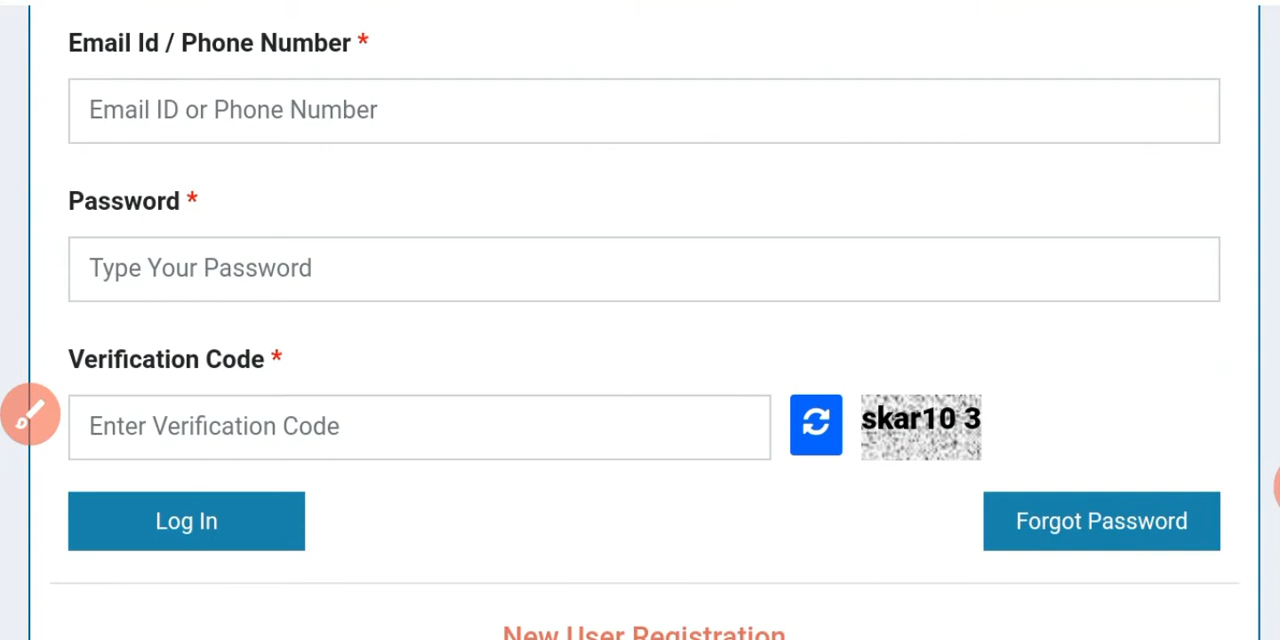 Email Id / Phone Number *
Email ID or Phone Number
Password *
Type Your Password
Verification Code *
Enter Verification Code
skar10 3
Log In
Forgot Password
New User Registration